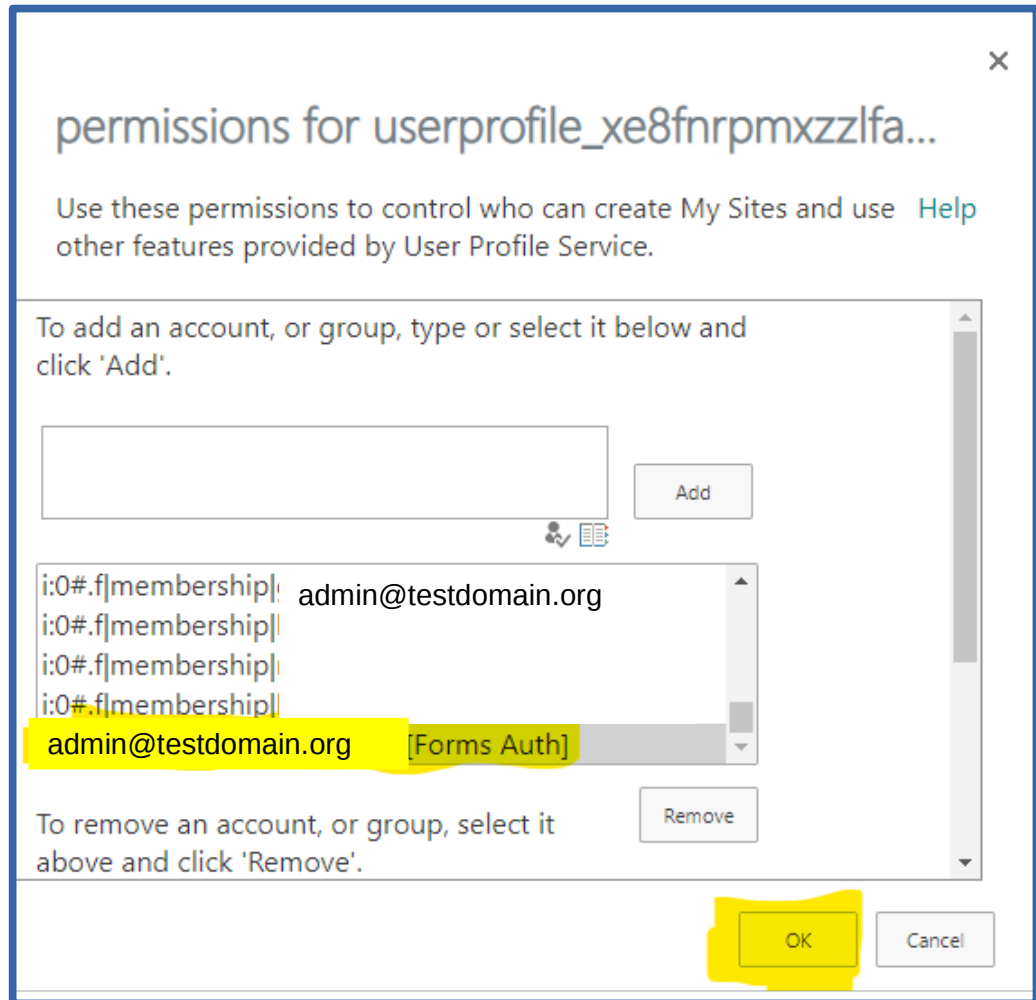 permissions for userprofile_xe8fnrpmxzzlfa...
Use these permissions to control who can create My Sites and use Help
other features provided by User Profile Service.
To add an account, or group, type or select it below and
click 'Add'.
Add
i:0#.f|membership| admin@testdomain.org
i:0#.f|membership|
i:0#.f|membership|
i:0#.f|membership|
admin@testdomain.org [Forms Auth]
Remove
To remove an account, or group, select it
above and click 'Remove'.
OK Cancel